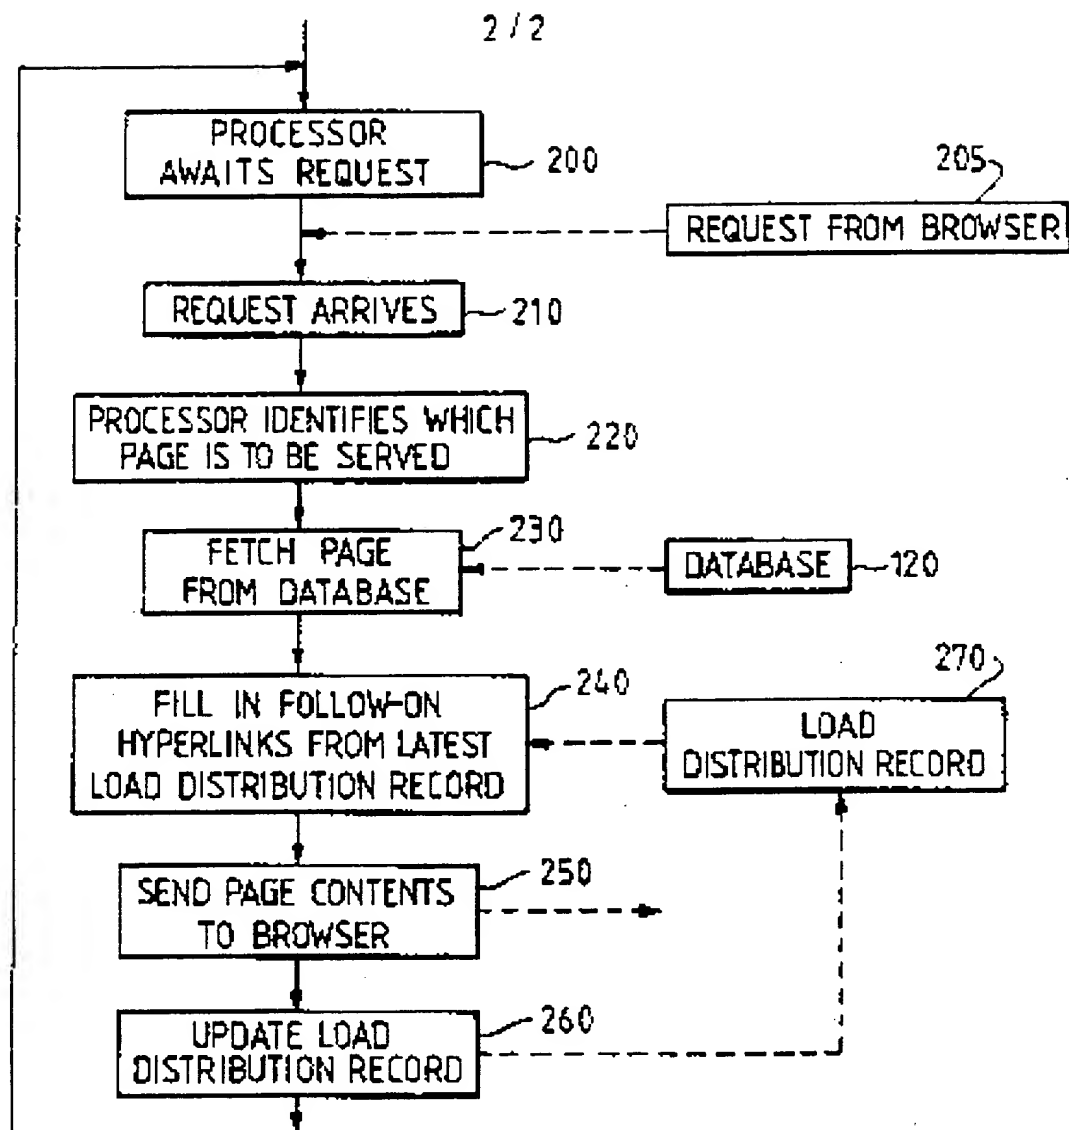 2/2
PROCESSOR
AWAITS REQUEST
200
205
REQUEST FROM BROWSER
REQUEST ARRIVES
210
PROCESSOR IDENTIFIES WHICH
PAGE IS TO BE SERVED
220
230
FETCH PAGE
FROM DATABASE
DATABASE
120
240
FILL IN FOLLOW-ON
HYPERLINKS FROM LATEST
LOAD DISTRIBUTION RECORD
270
LOAD
DISTRIBUTION RECORD
250
SEND PAGE CONTENTS
TO BROWSER
260
UPDATE LOAD
DISTRIBUTION RECORD